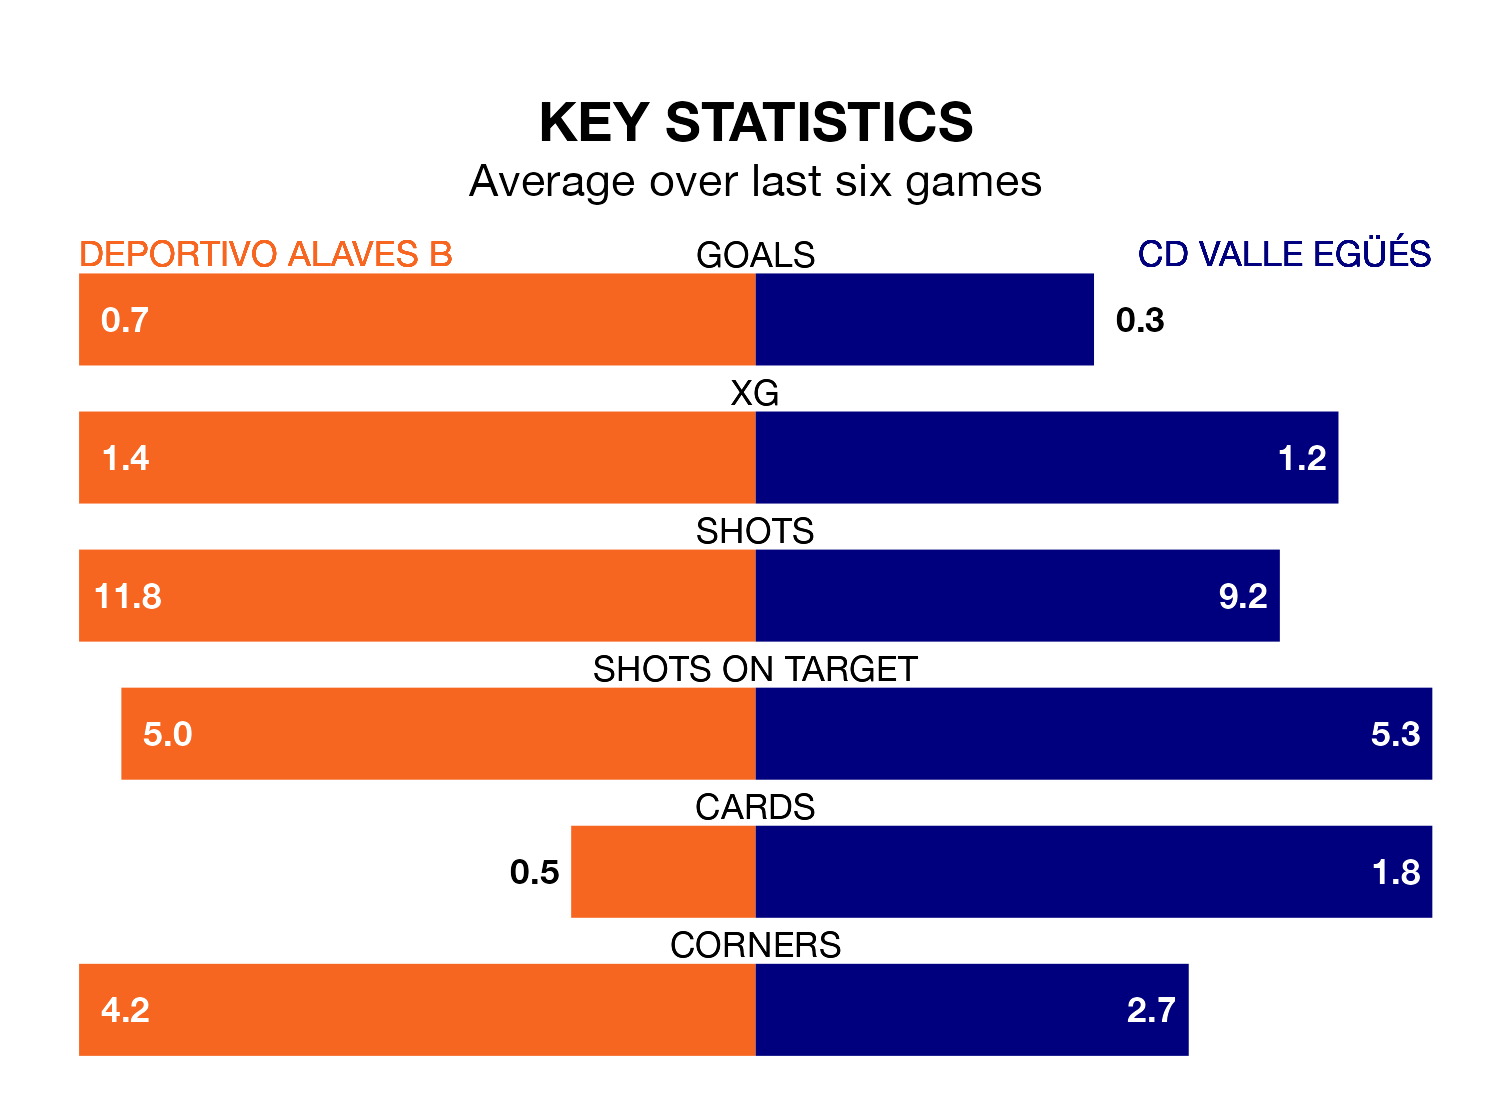 KEY STATISTICS
Average over last six games
DEPORTIVO ALAVES B GOALS CD VALLE EGÜÉS
0.7 0.3
XG
1.4 1.2
SHOTS
11.8 9.2
SHOTS ON TARGET
5.0 5.3
CARDS
0.5 1.8
CORNERS
4.2 2.7